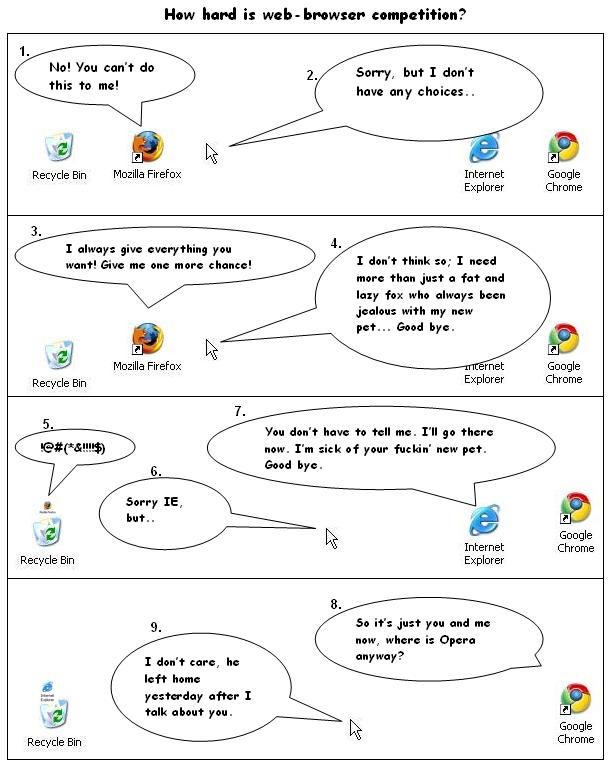 How hard is web-browser competition?
1.
No! You can't do
this to me!
2.
Sorry, but I don't
have any choices..
Recycle Bin
Mozilla Firefox
Internet
Explorer
Google
Chrome
3.
I always give everything you
want! Give me one more chance!
4.
I don't think so; I need
more than just a fat and
lazy fox who always been
jealous with my new
pet... Good bye.
Recycle Bin
Mozilla Firefox
Internet
Explorer
Google
Chrome
5.
!@#(*&!!!!$)
6.
Sorry IE,
but..
7.
You don't have to tell me. I'll go there
now. I'm sick of your fuckin' new pet.
Good bye.
Mozilla Firefox
Recycle Bin
Internet
Explorer
Google
Chrome
8.
So it's just you and me
now, where is Opera
anyway?
9.
I don't care, he
left home
yesterday after I
talk about you.
Internet
Explorer
Recycle Bin
Google
Chrome